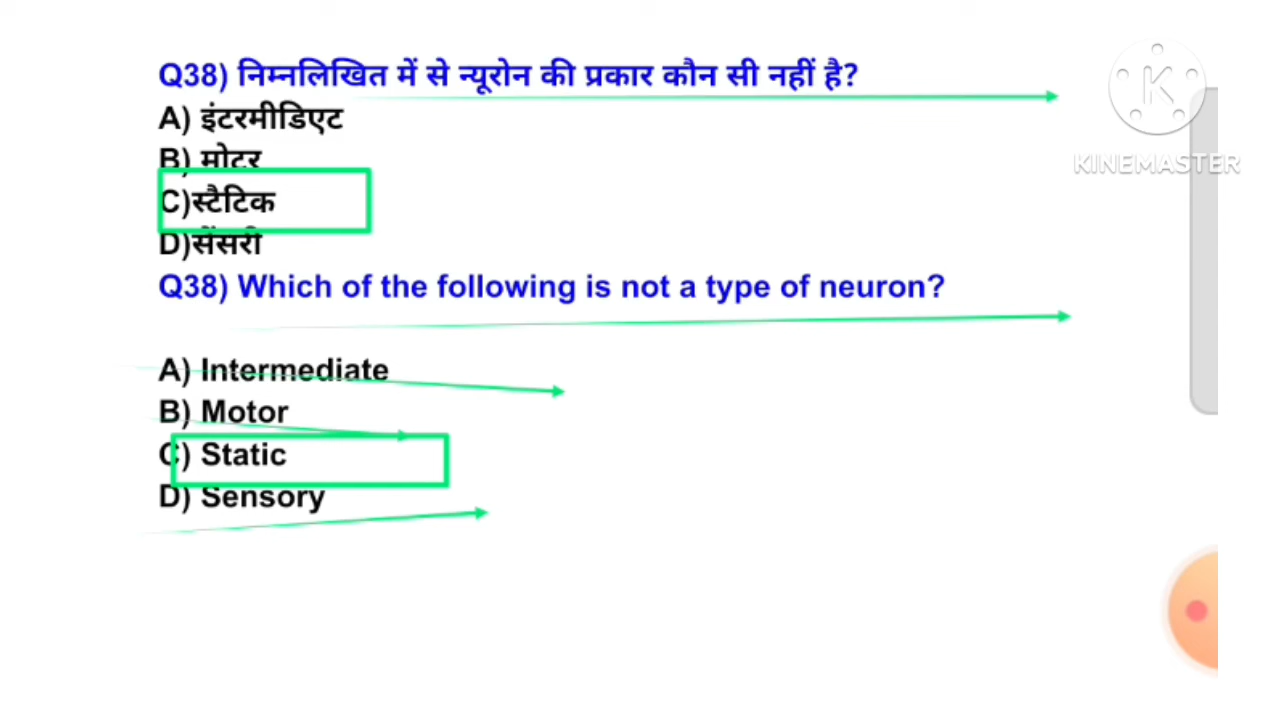 Q38) निम्नलिखित में से न्यूरोन की प्रकार कौन सी नहीं है?
A) इंटरमीडिएट
B) मोटर
C)स्टैटिक
D)सेंसरी
Q38) Which of the following is not a type of neuron?
A) Intermediate
B) Motor
C) Static
D) Sensory
K
KINEMASTER